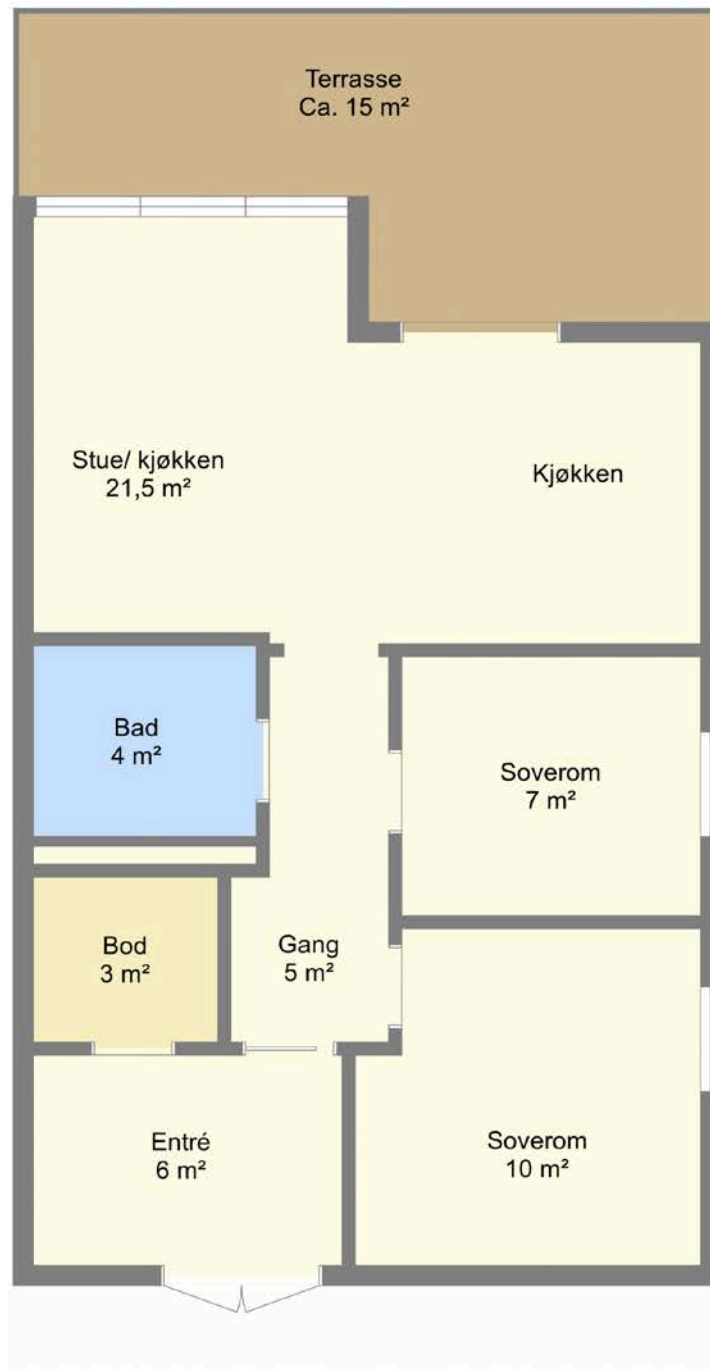 Terrasse
Ca. 15 m²
Stue/ kjøkken
21,5 m²
Kjøkken
Bad
4 m²
Soverom
7 m²
Bod
3 m²
Gang
5 m²
Entré
6 m²
Soverom
10 m²